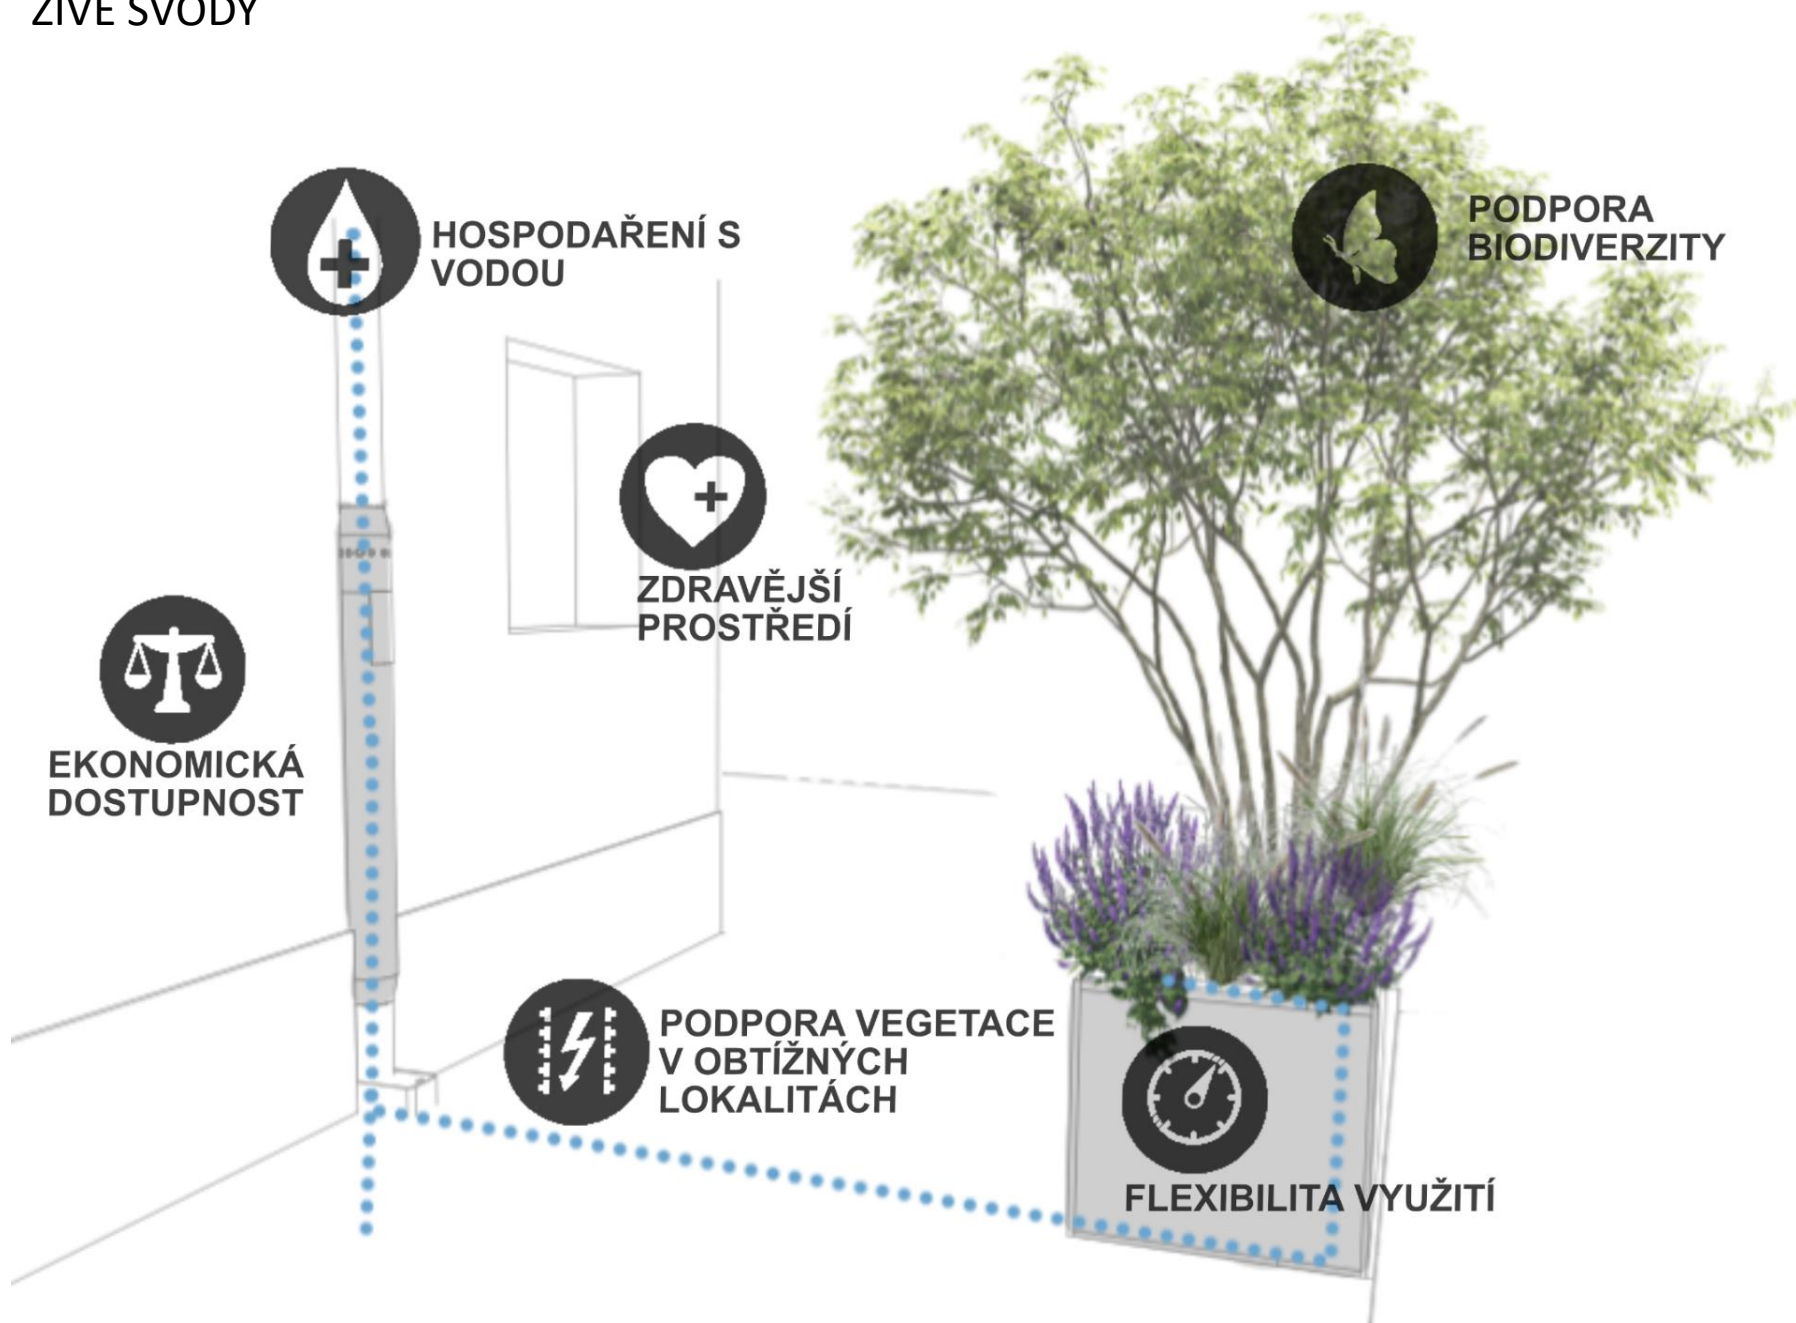 ŽIVÉ SVODY
HOSPODAŘENÍ S
VODOU
PODPORA
BIODIVERZITY
ZDRAVĚJŠÍ
PROSTŘEDÍ
EKONOMICKÁ
DOSTUPNOST
PODPORA VEGETACE
V OBTÍŽNÝCH
LOKALITÁCH
FLEXIBILITA VYUŽITÍ